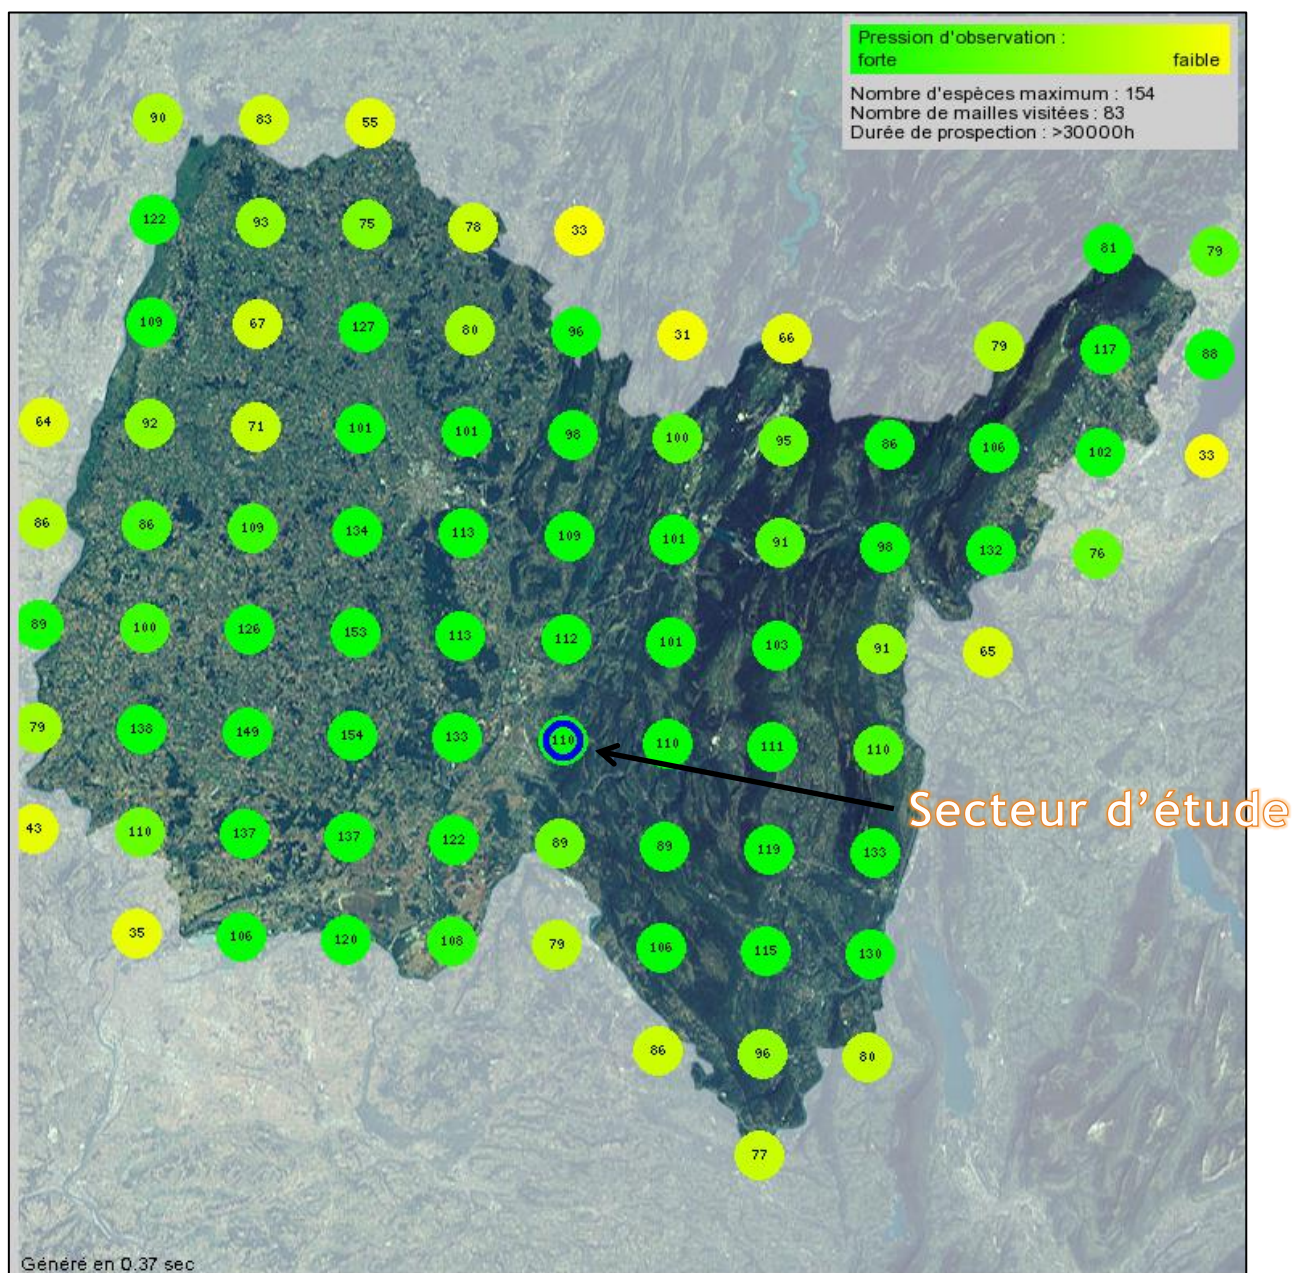 Pression d'observation :
forte faible
Nombre d'espèces maximum : 154
Nombre de mailles visitées : 83
Durée de prospection : >30000h
90 83 55
122 93 75 78 33
81 79
109 67 127 80 96 31 66 79 117 88
64 92 71 101 101 98 100 95 86 106 102 33
86 86 109 134 113 109 101 91 98 132 76
89 100 126 153 113 112 101 103 91 65
79 138 149 154 133 110 110 111 110
Secteur d'étude
43 110 137 137 122 89 89 119 133
35 106 120 108 79 106 115 130
86 96 80
77
Généré en 0.37 sec